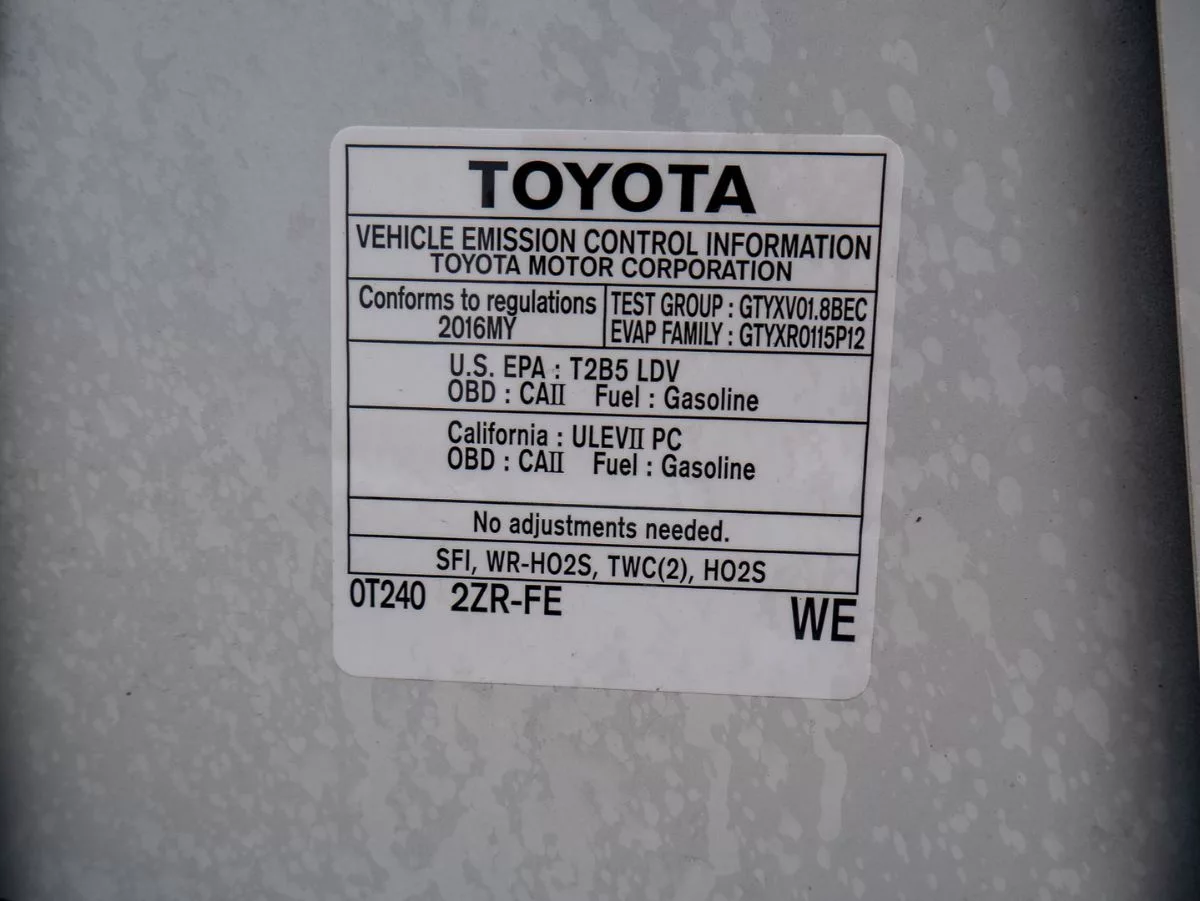 TOYOTA
VEHICLE EMISSION CONTROL INFORMATION
TOYOTA MOTOR CORPORATION
Conforms to regulations
2016MY
TEST GROUP : GTYXV01.8BEC
EVAP FAMILY : GTYXR0115P12
U.S. EPA : T2B5 LDV
OBD : CAII Fuel : Gasoline
California : ULEVII PC
OBD : CAII Fuel : Gasoline
No adjustments needed.
SFI, WR-HO2S, TWC(2), HO2S
0T240 2ZR-FE
WE